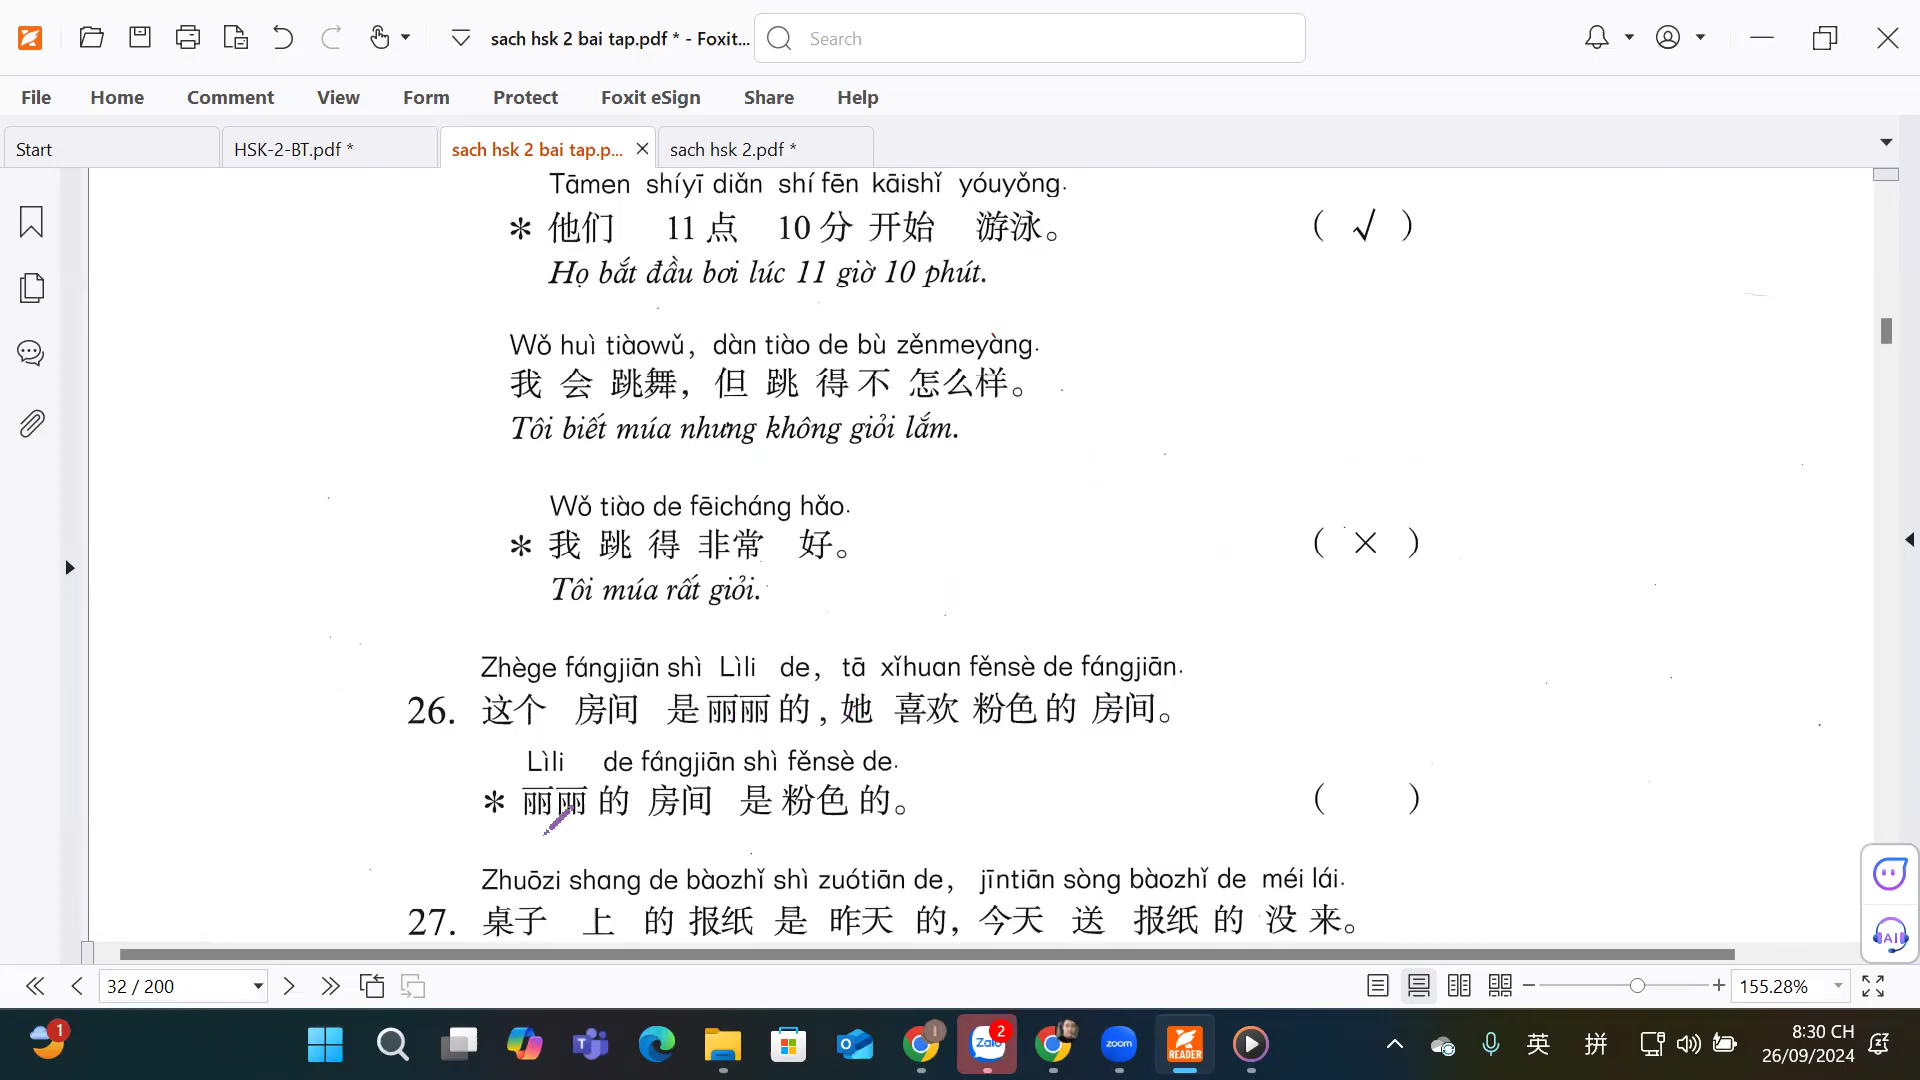 sach hsk 2 bai tap.pdf * - Foxit...
Search
File Home Comment View Form Protect Foxit eSign Share Help
Start
HSK-2-BT.pdf *
sach hsk 2 bai tap.p...
sach hsk 2.pdf *
Tāmen shíyī diǎn shí fēn kāishǐ yóuyǒng.
* 他们 11 点 10 分 开始 游泳。 ( √ )
Họ bắt đầu bơi lúc 11 giờ 10 phút.
Wǒ huì tiàowǔ, dàn tiào de bù zěnmeyàng.
我 会 跳舞, 但 跳 得 不 怎么样。
Tôi biết múa nhưng không giỏi lắm.
Wǒ tiào de fēicháng hǎo.
* 我 跳 得 非常 好。 ( × )
Tôi múa rất giỏi.
Zhège fángjiān shì Lìli de, tā xǐhuan fěnsè de fángjiān.
26. 这个 房间 是 丽丽 的, 她 喜欢 粉色 的 房间。
Lìli de fángjiān shì fěnsè de.
* 丽丽 的 房间 是 粉色 的。 ( )
Zhuōzi shang de bàozhǐ shì zuótiān de, jīntiān sòng bàozhǐ de méi lái.
27. 桌子 上 的 报纸 是 昨天 的, 今天 送 报纸 的 没 来。
AI
32 / 200
155.28%
1
Zalo
2
zoom
READER
英
拼
8:30 CH
26/09/2024